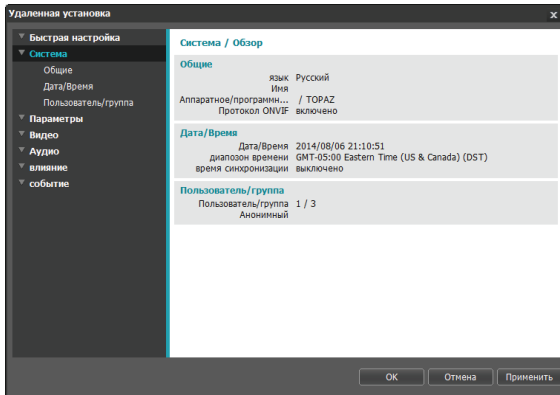 Удаленная установка
x
Быстрая настройка
Система
Общие
Дата/Время
Пользователь/группа
Параметры
Видео
Аудио
влияние
событие
Система / Обзор
Общие
язык Русский
Имя
Аппаратное/программн... / TOPAZ
Протокол ONVIF включено
Дата/Время
Дата/Время 2014/08/06 21:10:51
диапозон времени GMT-05:00 Eastern Time (US & Canada) (DST)
время синхронизации выключено
Пользователь/группа
Пользователь/группа 1 / 3
Анонимный
OK
Отмена
Применить